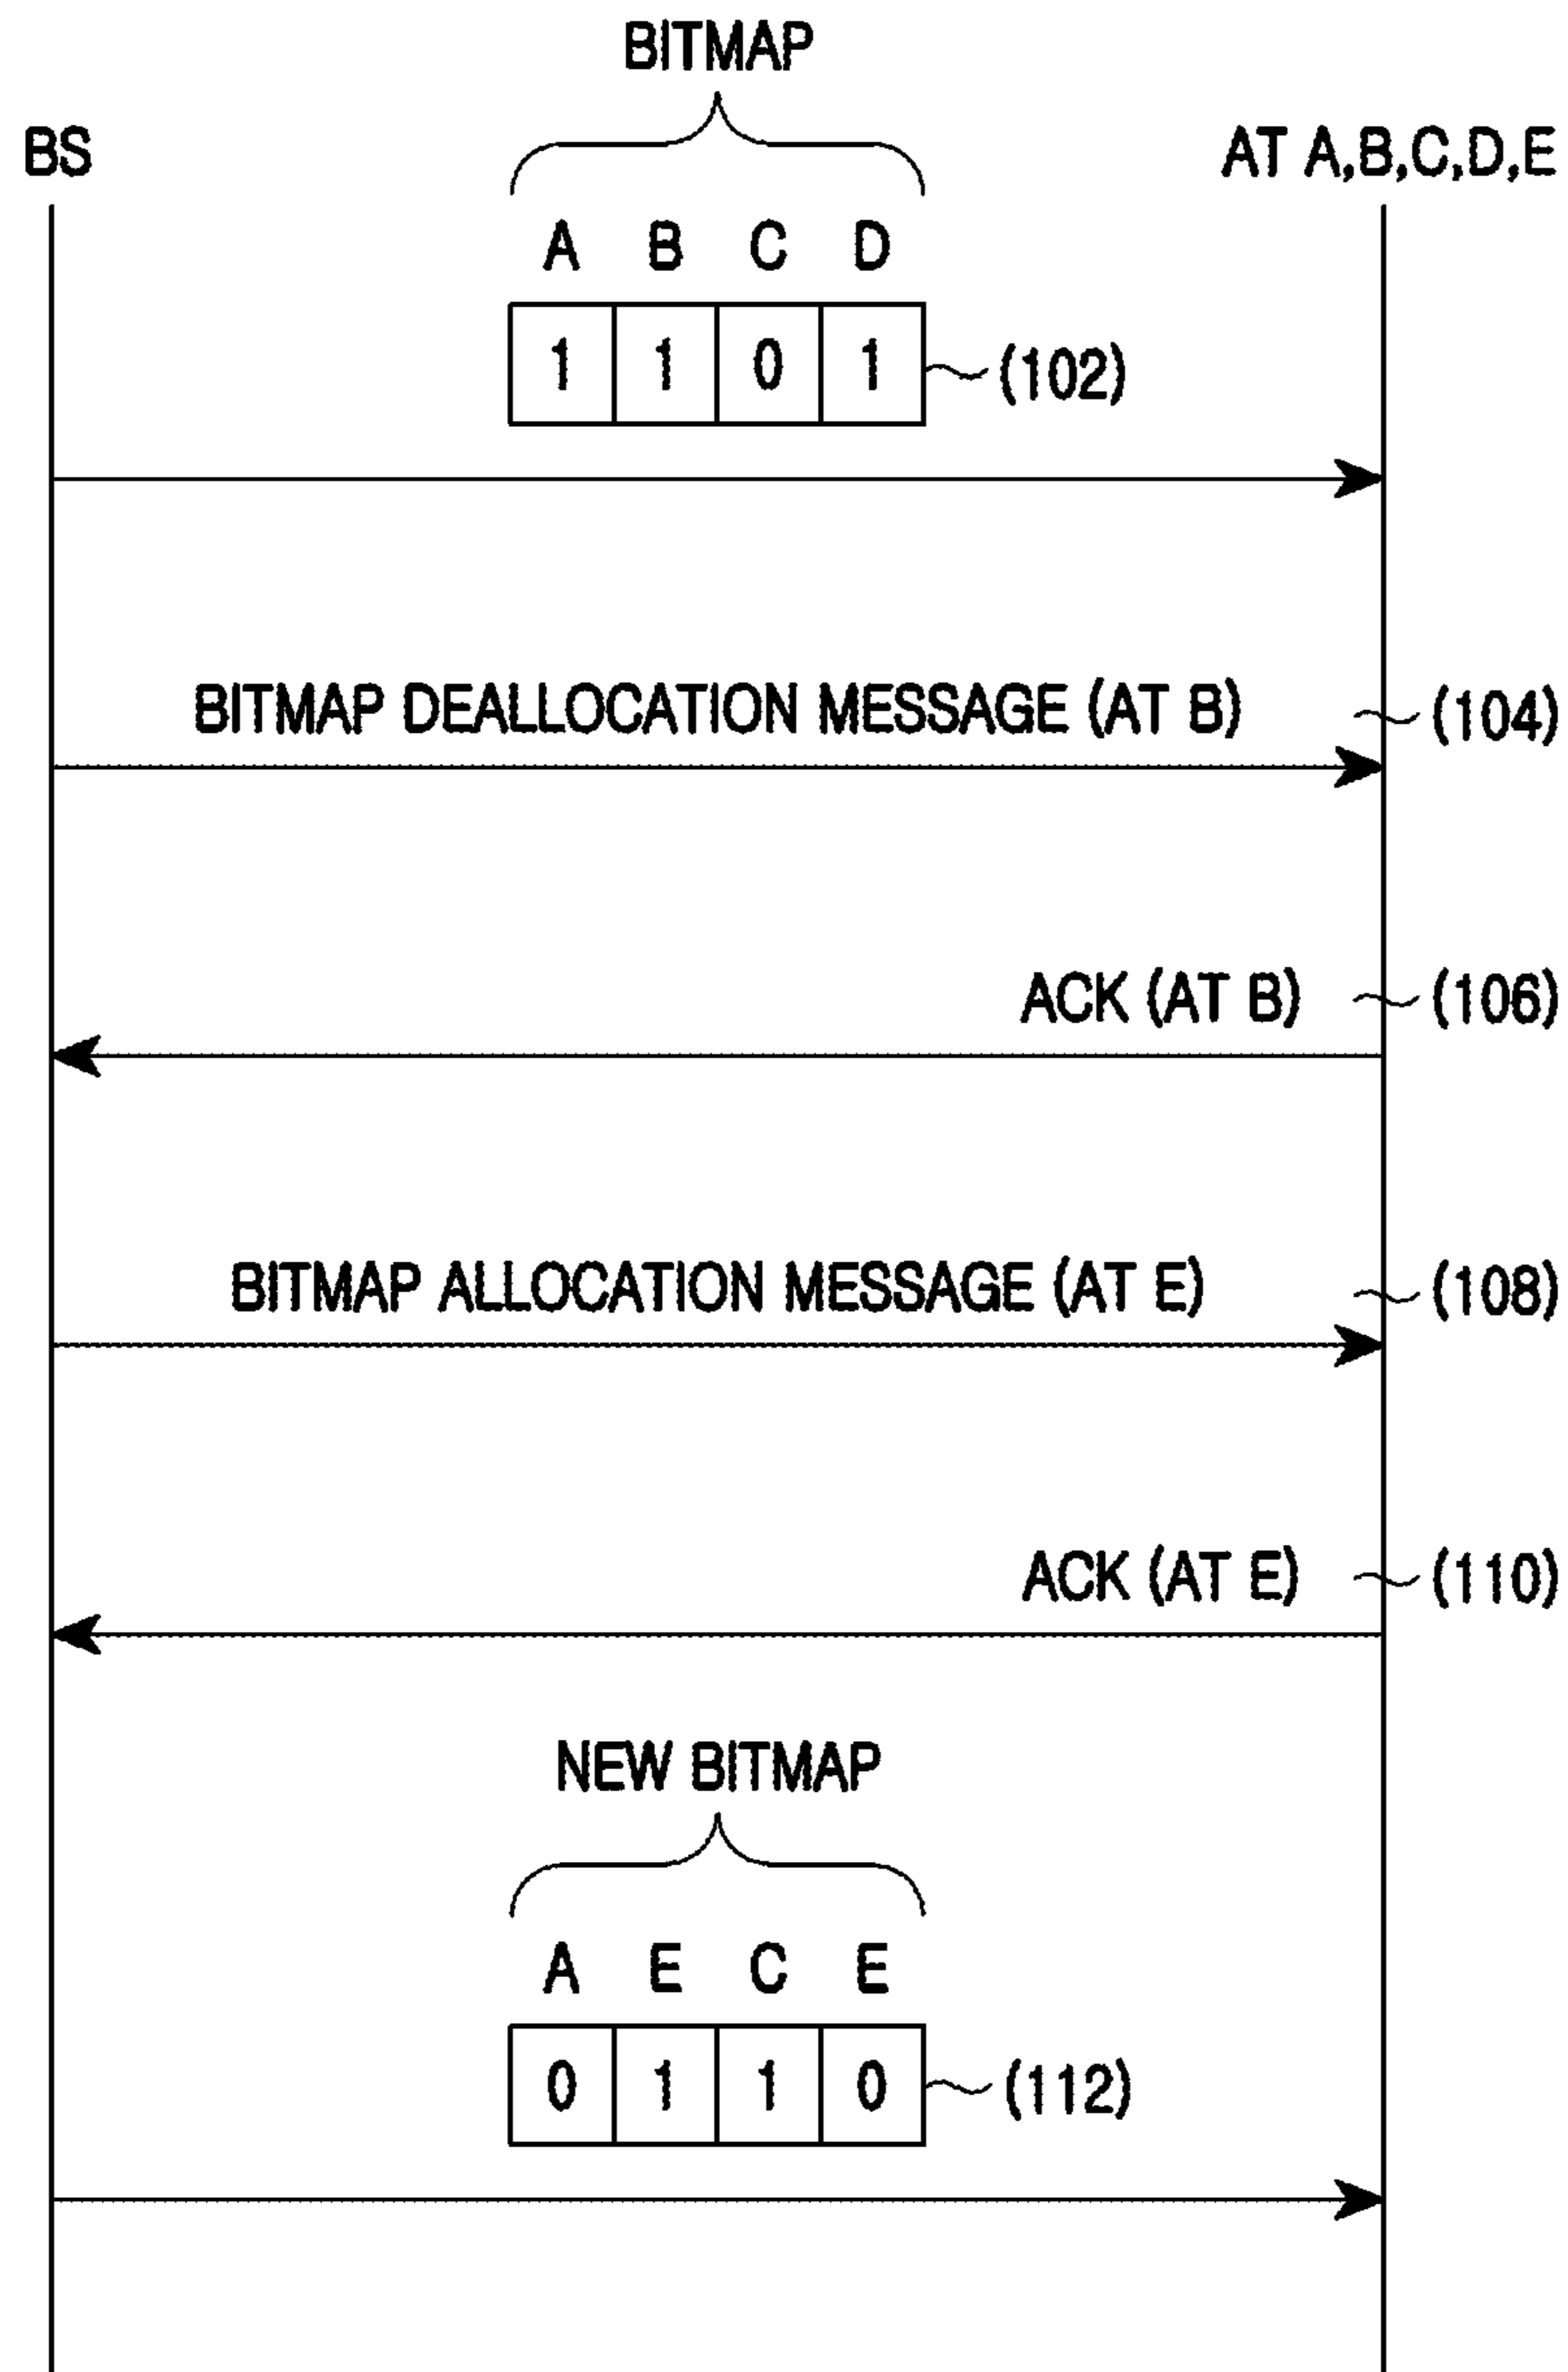 BITMAP
BS
AT A,B,C,D,E
A B C D
1 1 0 1 (102)
BITMAP DEALLOCATION MESSAGE (AT B) (104)
ACK (AT B) (106)
BITMAP ALLOCATION MESSAGE (AT E) (108)
ACK (AT E) (110)
NEW BITMAP
A E C E
0 1 1 0 (112)